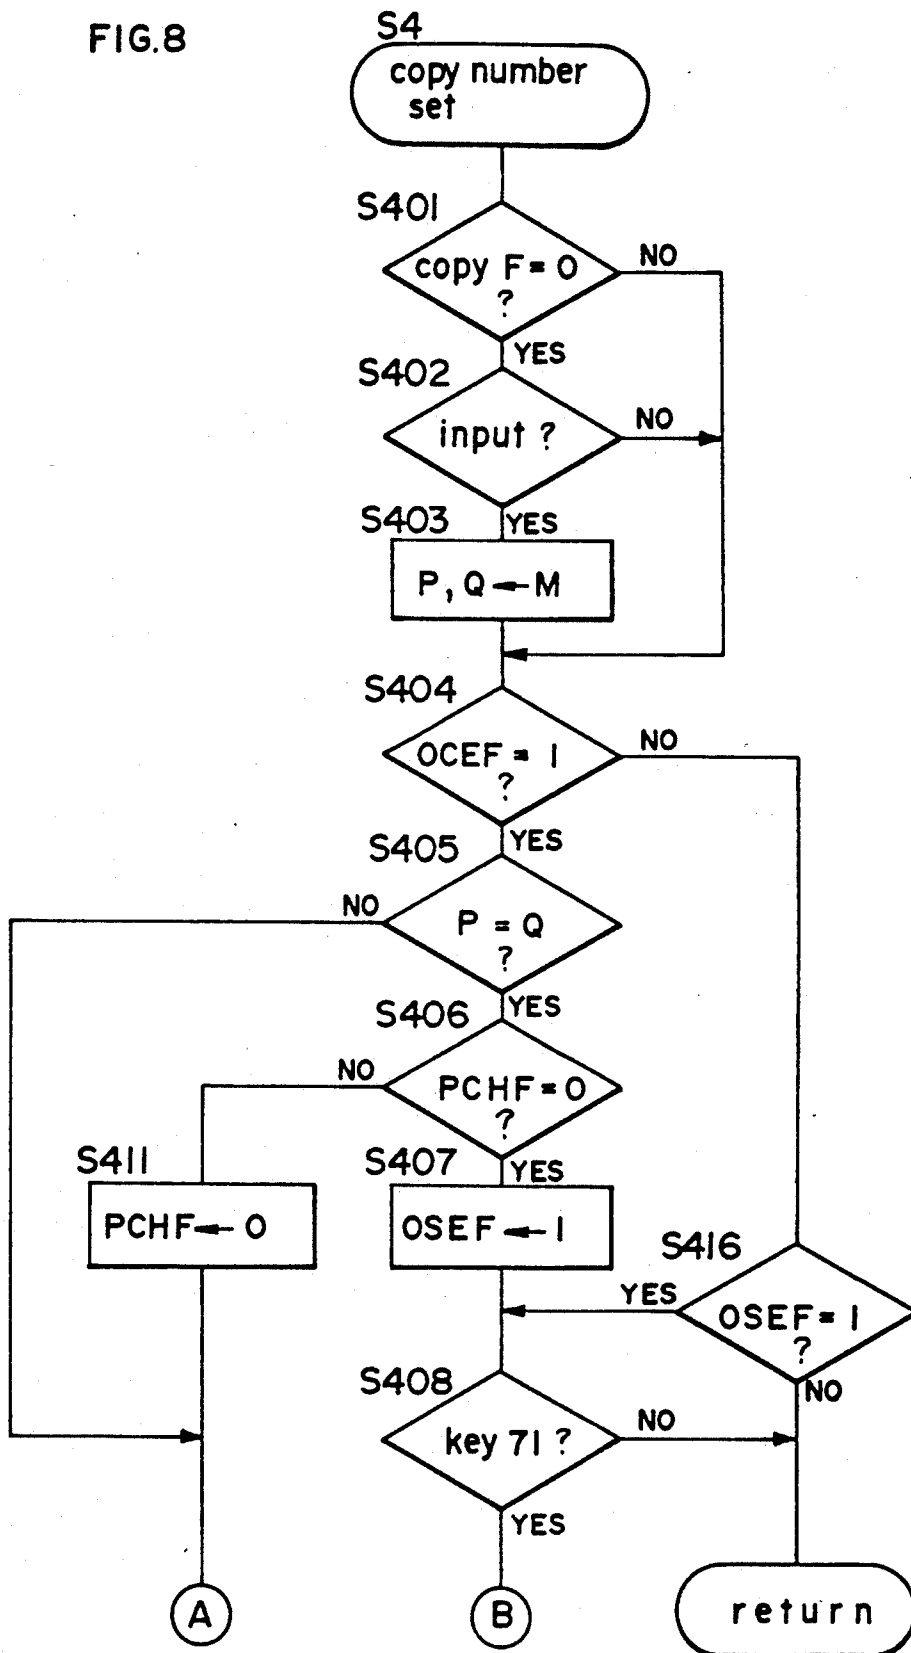 FIG.8
S4
copy number
set
S401
copy F = 0
?
NO
YES
S402
input ?
NO
YES
S403
P, Q ← M
S404
OCEF = 1
?
NO
YES
S405
NO
P = Q
?
YES
S406
NO
PCHF = 0
?
YES
S411
PCHF ← 0
S407
OSEF ← 1
S416
YES
OSEF = 1
?
NO
S408
key 71 ?
NO
YES
A
B
return